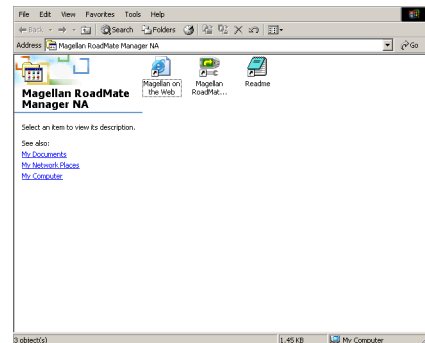 File Edit View Favorites Tools Help
Back Search Folders
Address Magellan RoadMate Manager NA Go
Magellan RoadMate
Manager NA
Select an item to view its description.
See also:
My Documents
My Network Places
My Computer
Magellan on
the Web
Magellan
RoadMat...
Readme
3 object(s) 1.45 KB My Computer